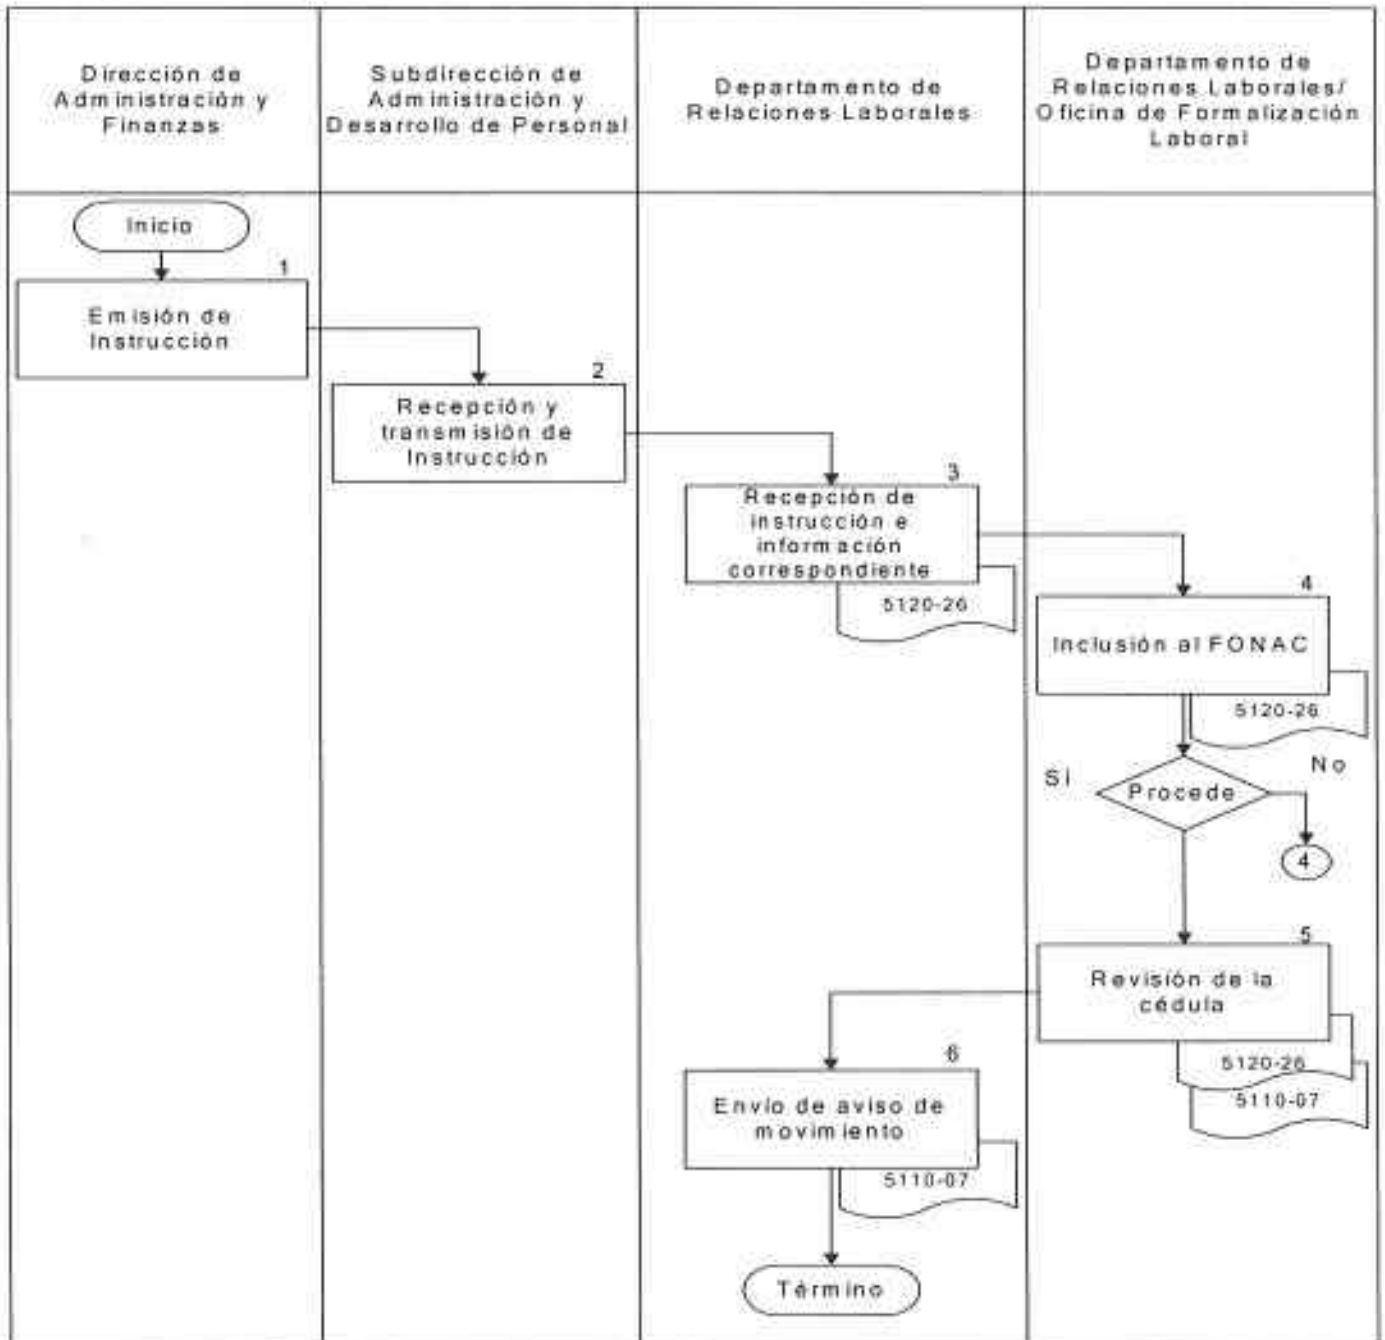 Dirección de
Administración y
Finanzas
Subdirección de
Administración y
Desarrollo de Personal
Departamento de
Relaciones Laborales
Departamento de
Relaciones Laborales/
Oficina de Formalización
Laboral
Inicio
1
Emisión de
Instrucción
2
Recepción y
transmisión de
Instrucción
3
Recepción de
instrucción e
información
correspondiente
5120-26
4
Inclusión al FONAC
5120-26
Sí
Procede
No
4
5
Revisión de la
cédula
5120-26
5110-07
6
Envío de aviso de
movimiento
5110-07
Término